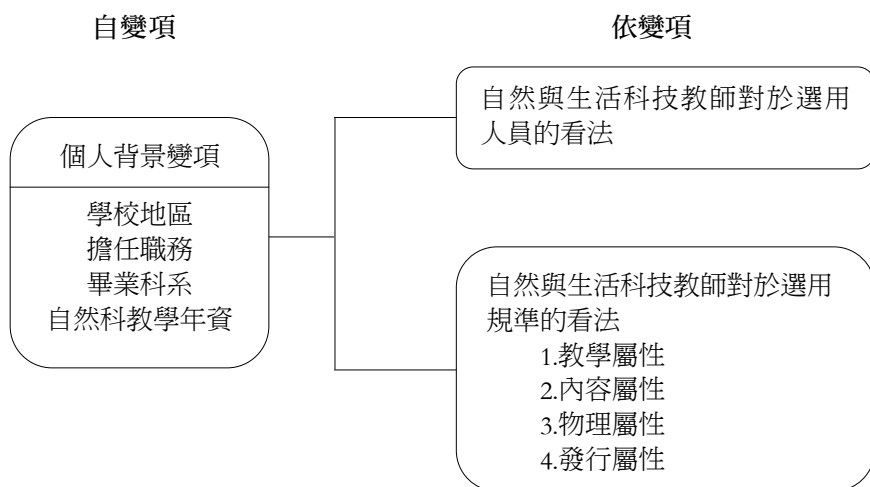 自變項
依變項
個人背景變項
學校地區
擔任職務
畢業科系
自然科教學年資
自然與生活科技教師對於選用
人員的看法
自然與生活科技教師對於選用
規準的看法
1.教學屬性
2.內容屬性
3.物理屬性
4.發行屬性